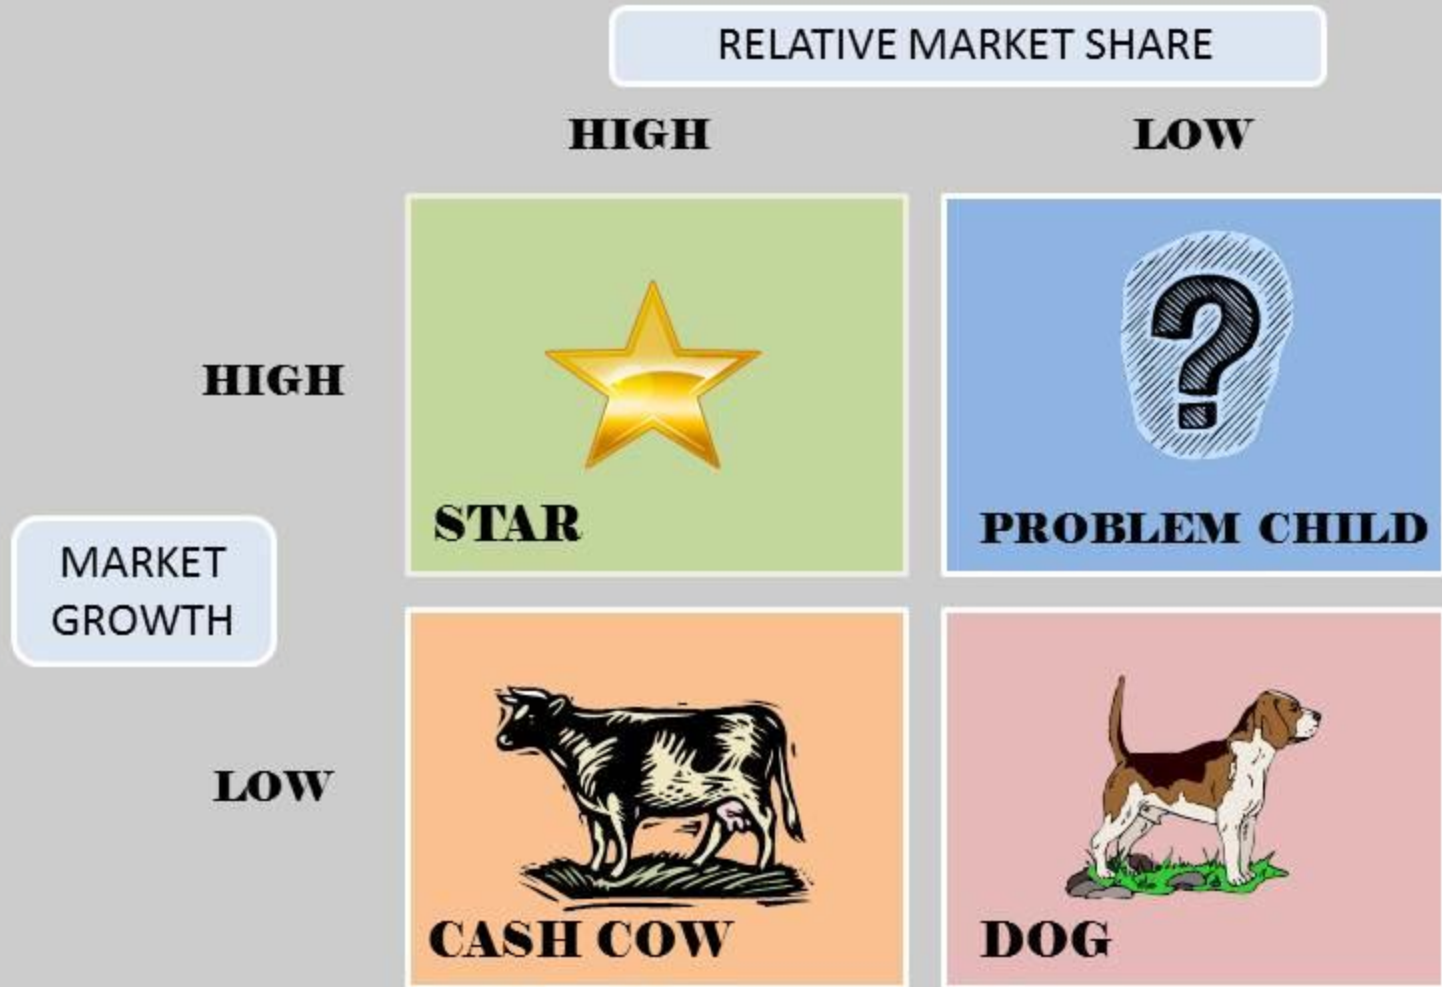 RELATIVE MARKET SHARE
HIGH
LOW
HIGH
STAR
PROBLEM CHILD
MARKET
GROWTH
LOW
CASH COW
DOG